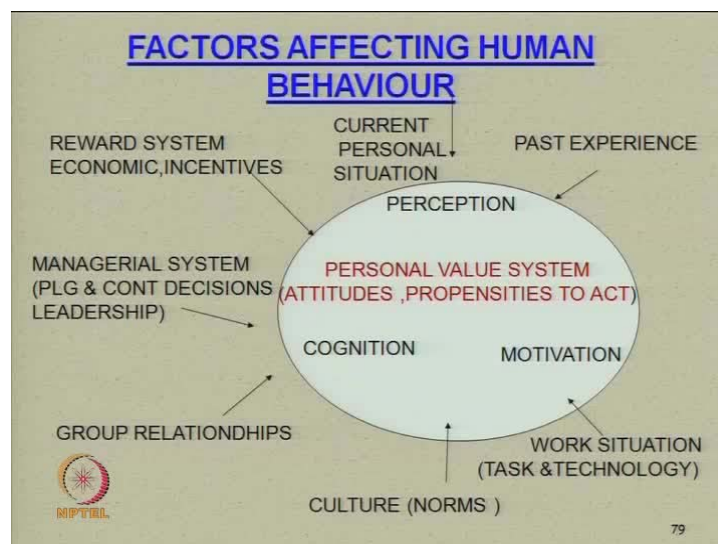 FACTORS AFFECTING HUMAN
BEHAVIOUR
CURRENT
PERSONAL
SITUATION
REWARD SYSTEM
ECONOMIC,INCENTIVES
PAST EXPERIENCE
PERCEPTION
MANAGERIAL SYSTEM
(PLG & CONT DECISIONS
LEADERSHIP)
PERSONAL VALUE SYSTEM
(ATTITUDES ,PROPENSITIES TO ACT)
COGNITION
MOTIVATION
GROUP RELATIONDHIPS
WORK SITUATION
(TASK &TECHNOLOGY)
CULTURE (NORMS )
NPTEL
79